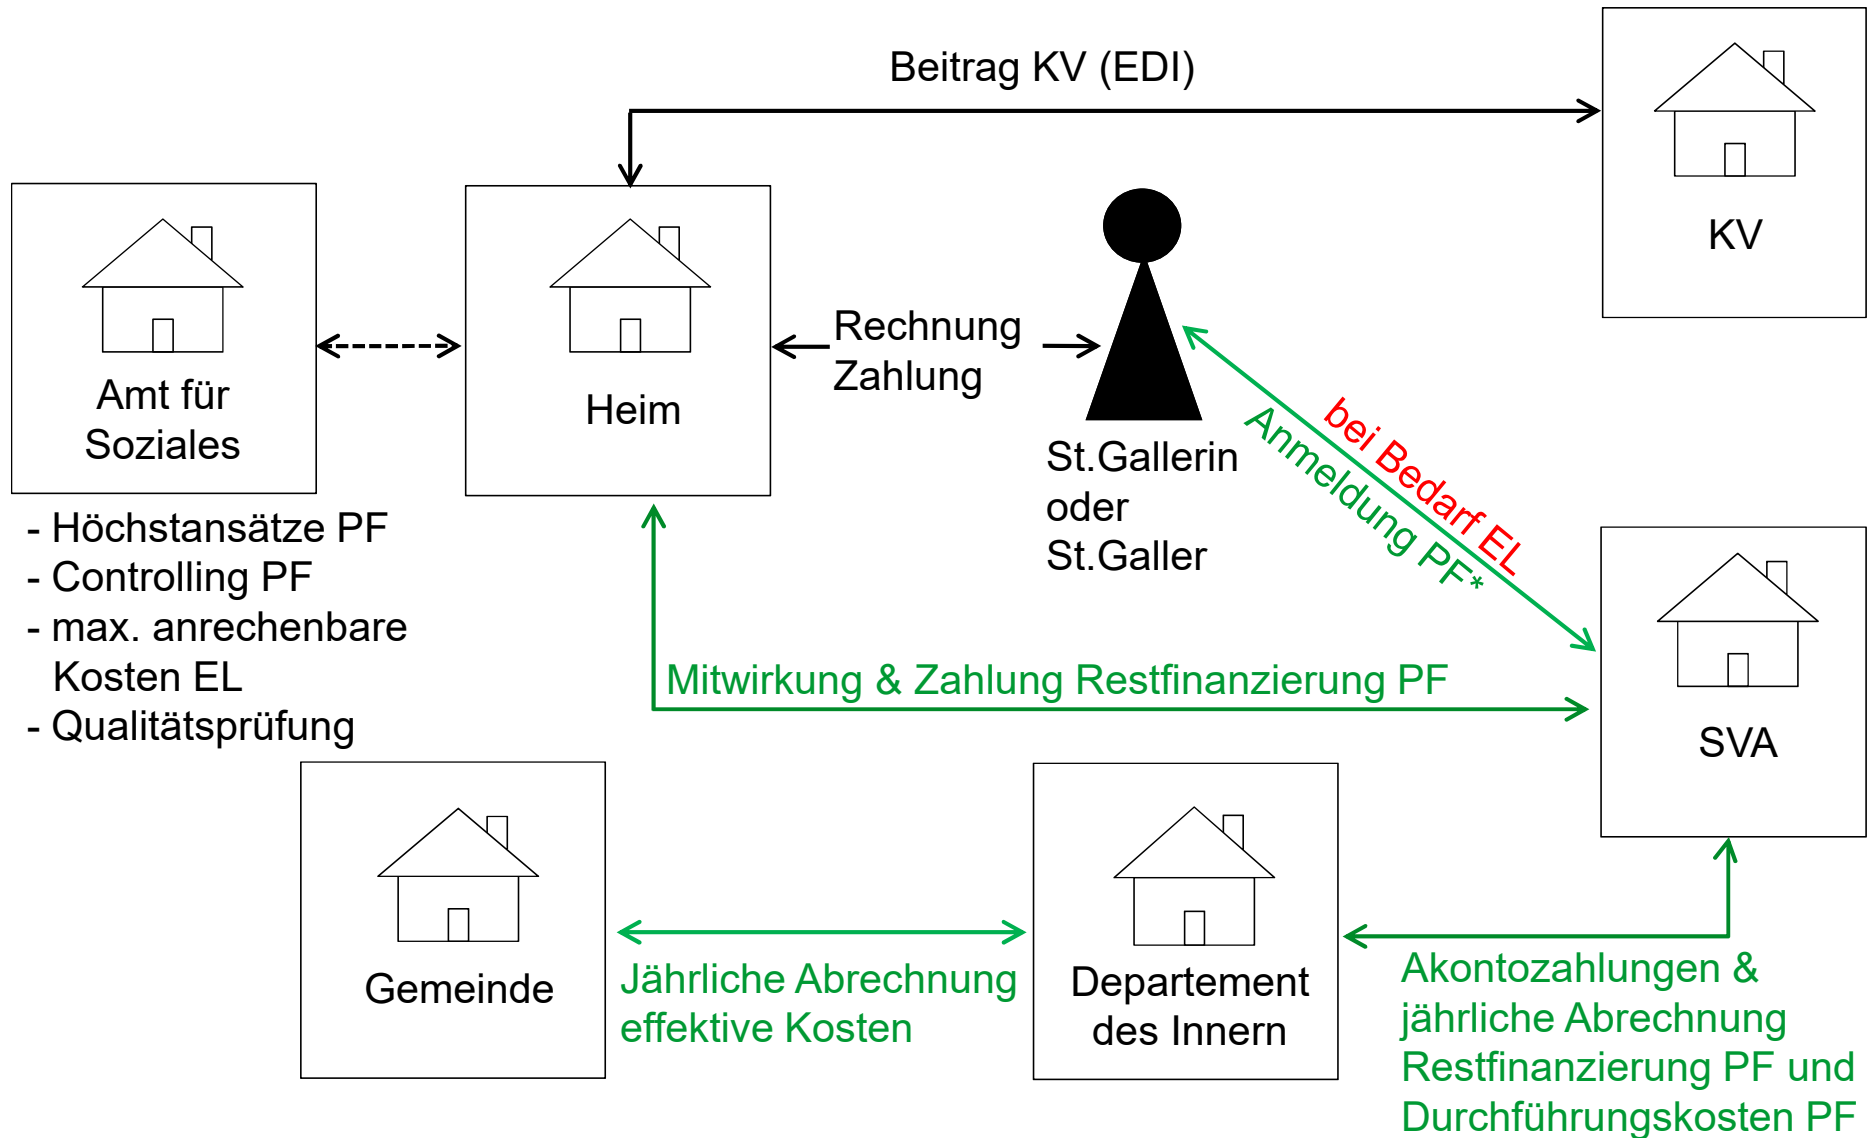 Beitrag KV (EDI)
KV
Amt für
Soziales
Heim
Rechnung
Zahlung
St.Gallerin
oder
St.Galler
bei Bedarf EL
Anmeldung PF*
- Höchstansätze PF
- Controlling PF
- max. anrechenbare
Kosten EL
- Qualitätsprüfung
Mitwirkung & Zahlung Restfinanzierung PF
SVA
Gemeinde
Jährliche Abrechnung
effektive Kosten
Departement
des Innern
Akontozahlungen &
jährliche Abrechnung
Restfinanzierung PF und
Durchführungskosten PF